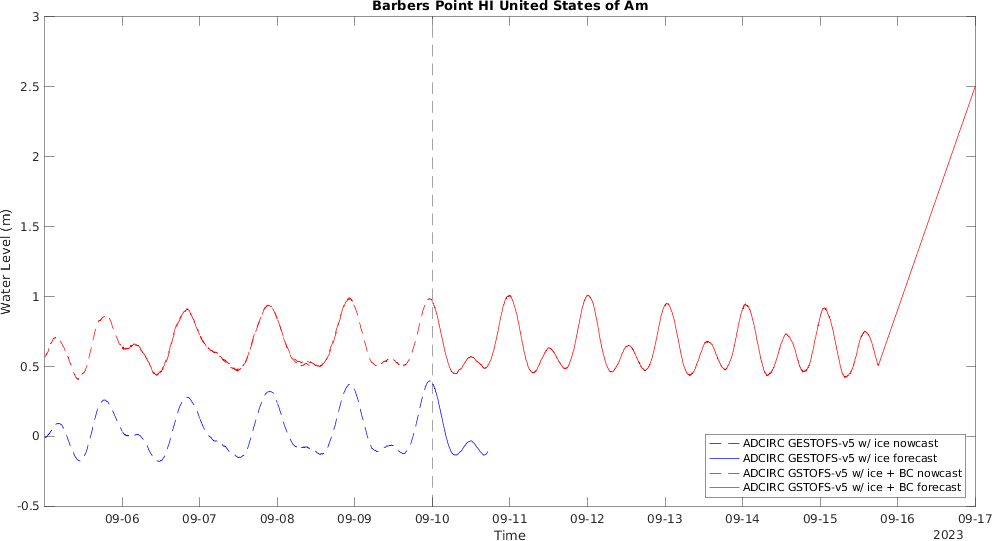 Barbers Point HI United States of Am
Water Level (m)
3
2.5
2
1.5
1
0.5
0
-0.5
ADCIRC GESTOFS-v5 w/ ice nowcast
ADCIRC GESTOFS-v5 w/ ice forecast
ADCIRC GSTOFS-v5 w/ ice + BC nowcast
ADCIRC GSTOFS-v5 w/ ice + BC forecast
09-06 09-07 09-08 09-09 09-10 09-11 09-12 09-13 09-14 09-15 09-16 09-17
Time
2023